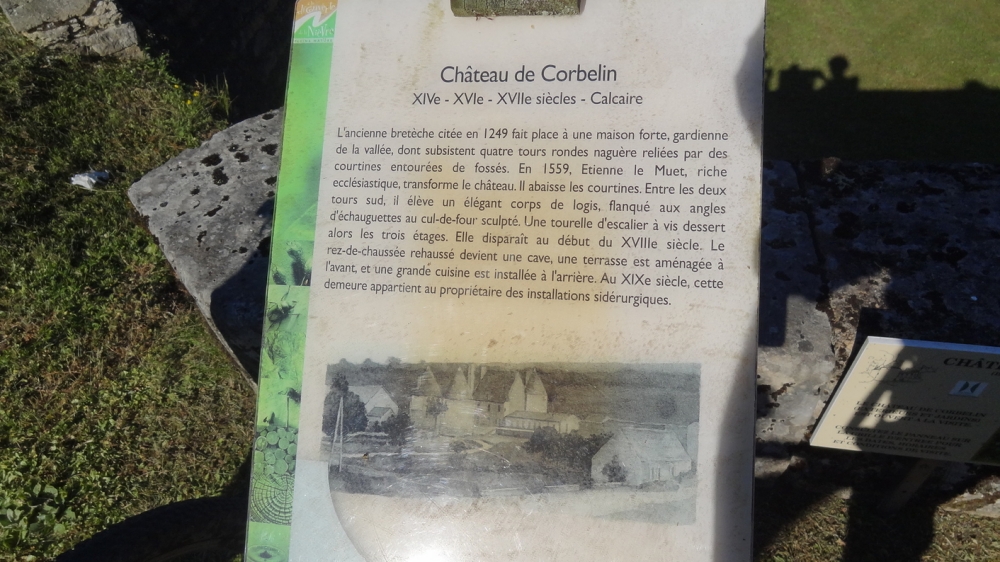 Château de Corbelin
XIVe - XVIe - XVIIe siècles - Calcaire
L'ancienne bretèche citée en 1249 fait place à une maison forte, gardienne
de la vallée, dont subsistent quatre tours rondes naguère reliées par des
courtines entourées de fossés. En 1559, Etienne le Muet, riche
ecclésiastique, transforme le château. Il abaisse les courtines. Entre les deux
tours sud, il élève un élégant corps de logis, flanqué aux angles
d'échauguettes au cul-de-four sculpté. Une tourelle d'escalier à vis dessert
alors les trois étages. Elle disparaît au début du XVIIIe siècle. Le
rez-de-chaussée rehaussé devient une cave, une terrasse est aménagée à
l'avant, et une grande cuisine est installée à l'arrière. Au XIXe siècle, cette
demeure appartient au propriétaire des installations sidérurgiques.
CHÂT